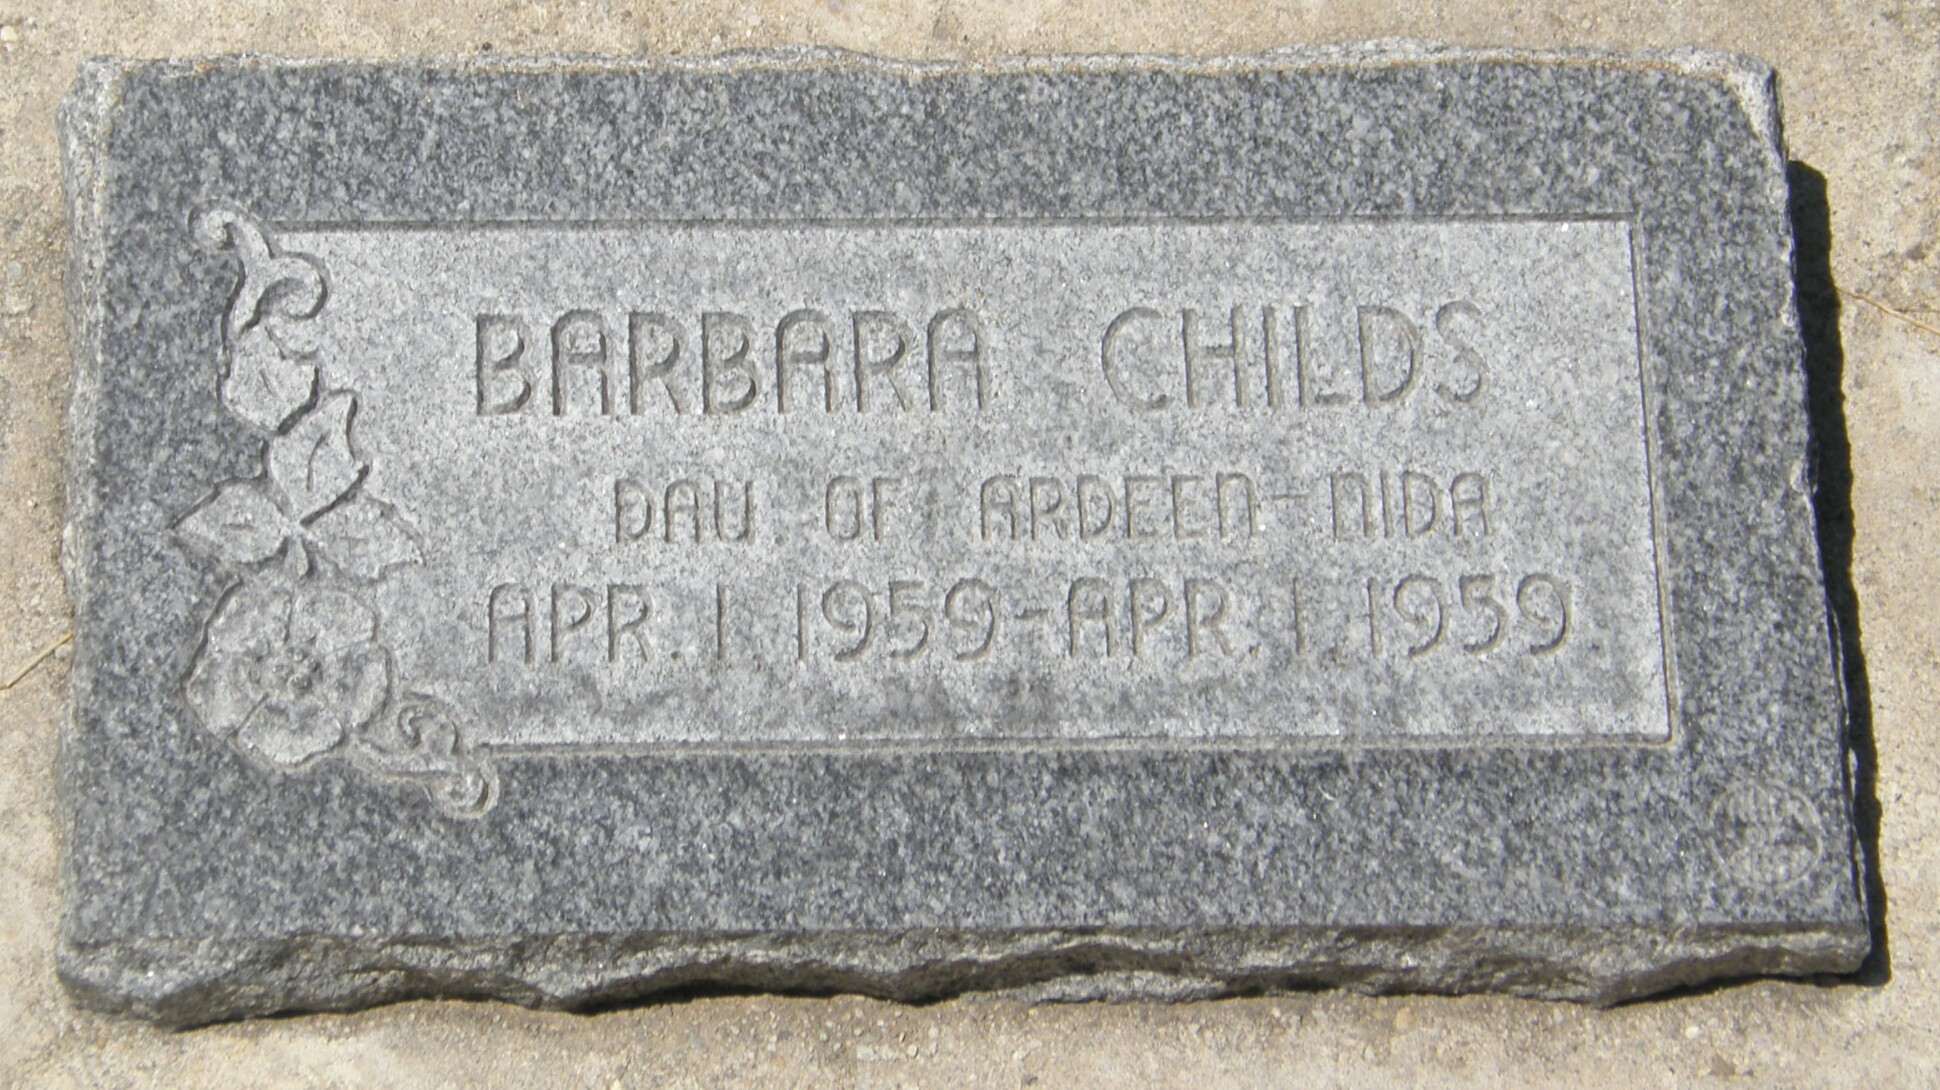 BARBARA CHILDS
DAU. OF ARDEEN-NIDA
APR. 1, 1959-APR. 1, 1959